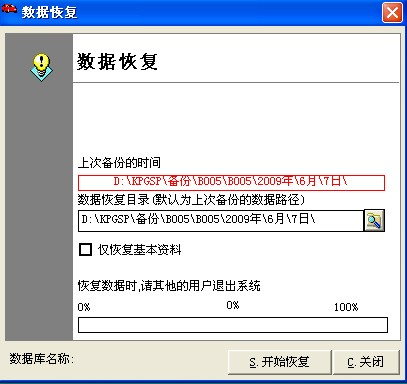 数据恢复
数据恢复
上次备份的时间
D:\KPGSP\备份\B005\B005\2009年\6月\7日\
数据恢复目录(默认为上次备份的数据路径)
D:\KPGSP\备份\B005\B005\2009年\6月\7日\
仅恢复基本资料
恢复数据时,请其他的用户退出系统
0% 0% 100%
数据库名称:
S.开始恢复 C.关闭